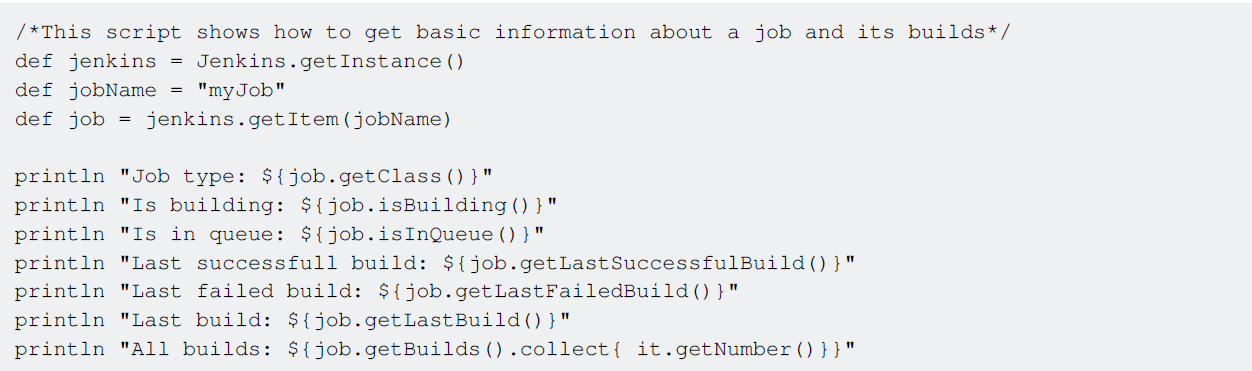 /*This script shows how to get basic information about a job and its builds*/
def jenkins = Jenkins.getInstance()
def jobName = "myJob"
def job = jenkins.getItem(jobName)
println "Job type: ${job.getClass()}"
println "Is building: ${job.isBuilding()}"
println "Is in queue: ${job.isInQueue()}"
println "Last successfull build: ${job.getLastSuccessfulBuild()}"
println "Last failed build: ${job.getLastFailedBuild()}"
println "Last build: ${job.getLastBuild()}"
println "All builds: ${job.getBuilds().collect{ it.getNumber()}}"